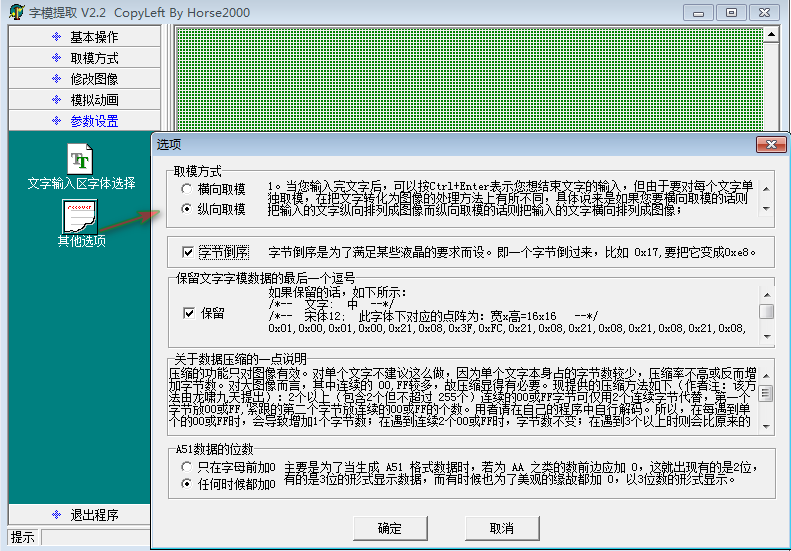 字模提取 V2.2 CopyLeft By Horse2000
基本操作
取模方式
修改图像
模拟动画
参数设置
文字输入区字体选择
其他选项
退出程序
提示
选项
取模方式
横向取模
纵向取模
1。当您输入完文字后，可以按Ctrl+Enter表示您想结束文字的输入，但由于要对每个文字单
独取模，在把文字转化为图像的处理方法上有所不同，具体说来是如果您要横向取模的话则
把输入的文字纵向排列成图像而纵向取模的话则把输入的文字横向排列成图像；
字节倒序
字节倒序是为了满足某些液晶的要求而设。即一个字节倒过来，比如 0x17,要把它变成0xe8。
保留文字字模数据的最后一个逗号
保留
如果保留的话，如下所示：
/*-- 文字: 中 --*/
/*-- 宋体12; 此字体下对应的点阵为：宽x高=16x16 --*/
0x01,0x00,0x01,0x00,0x21,0x08,0x3F,0xFC,0x21,0x08,0x21,0x08,0x21,0x08,0x21,0x08,
关于数据压缩的一点说明
压缩的功能只对图像有效。对单个文字不建议这么做，因为单个文字本身占的字节数较少，压缩率不高或反而增
加字节数。对大图像而言，其中连续的 00,FF较多，故压缩显得有必要。现提供的压缩方法如下（作者注：该方
法由龙啸九天提出）：2个以上（包含2个但不超过 255个）连续的00或FF字节可仅用2个连续字节代替，第一个
字节放00或FF,紧跟的第二个字节放连续的00或FF的个数。用者请在自己的程序中自行解码。所以，在每遇到单
个的00或FF时，会导致增加1个字节数；在遇到连续2个00或FF时，字节数不变；在遇到3个以上时则会比原来的
A51数据的位数
只在字母前加0
任何时候都加0
主要是为了当生成 A51 格式数据时，若为 AA 之类的数前边应加 0，这就出现有的是2位，
有的是3位的形式显示数据，而有时候也为了美观的缘故都加 0，以3位数的形式显示。
确定
取消